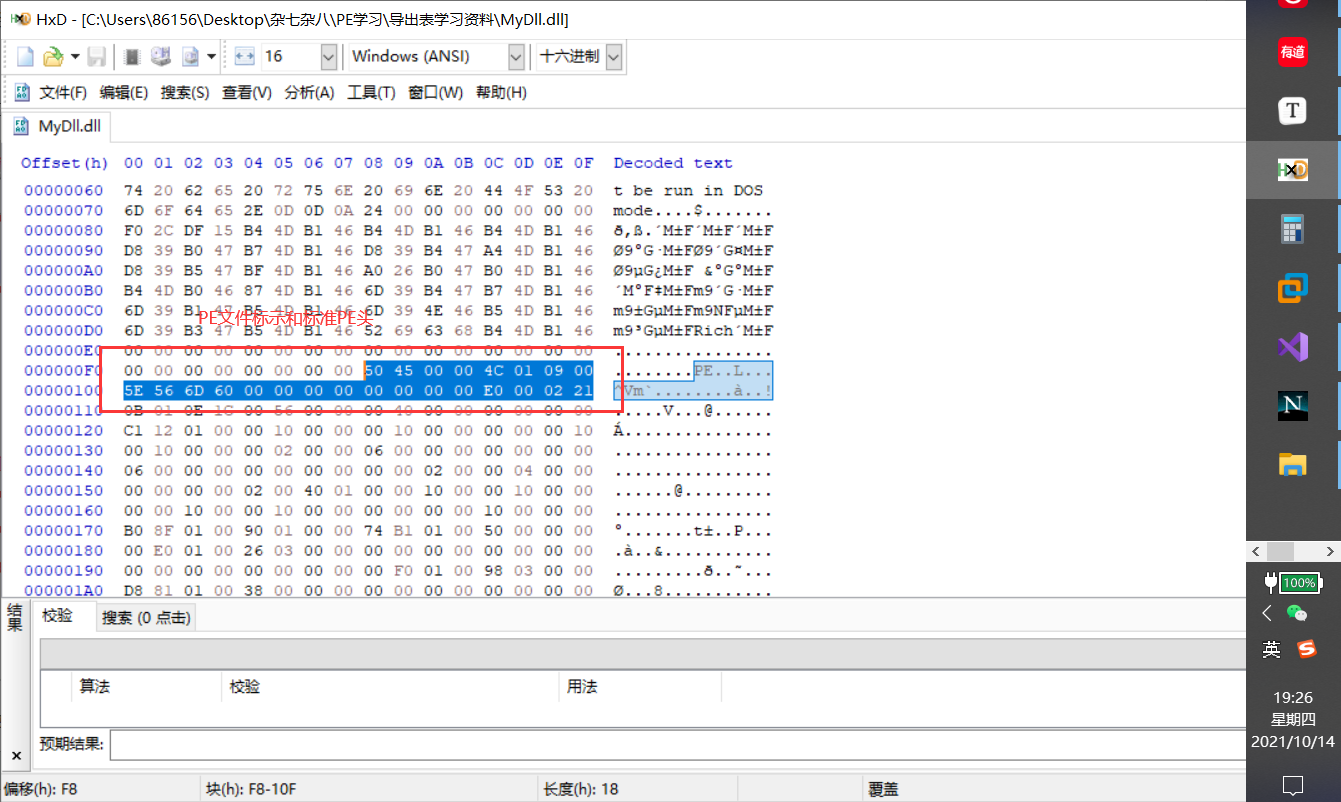 HxD - [C:\Users\86156\Desktop\杂七杂八\PE学习\导出表学习资料\MyDll.dll]
16 Windows (ANSI) 十六进制
文件(F) 编辑(E) 搜索(S) 查看(V) 分析(A) 工具(T) 窗口(W) 帮助(H)
MyDll.dll
Offset(h) 00 01 02 03 04 05 06 07 08 09 0A 0B 0C 0D 0E 0F Decoded text
00000060 74 20 62 65 20 72 75 6E 20 69 6E 20 44 4F 53 20 t be run in DOS
00000070 6D 6F 64 65 2E 0D 0D 0A 24 00 00 00 00 00 00 00 mode....$.......
00000080 F0 2C DF 15 B4 4D B1 46 B4 4D B1 46 B4 4D B1 46 ð,ß.´M±F´M±F´M±F
00000090 D8 39 B0 47 B7 4D B1 46 D8 39 B4 47 A4 4D B1 46 Ø9°G·M±FØ9´G¤M±F
000000A0 D8 39 B5 47 BF 4D B1 46 A0 26 B0 47 B0 4D B1 46 Ø9µG¿M±F &°G°M±F
000000B0 B4 4D B0 46 87 4D B1 46 6D 39 B4 47 B7 4D B1 46 ´M°F‡M±Fm9´G·M±F
000000C0 6D 39 B1 47 B5 4D B1 46 6D 39 4E 46 B5 4D B1 46 m9±GµM±Fm9NFµM±F
PE文件标示和标准PE头
000000D0 6D 39 B3 47 B5 4D B1 46 52 69 63 68 B4 4D B1 46 m9³GµM±FRich´M±F
000000E0 00 00 00 00 00 00 00 00 00 00 00 00 00 00 00 00 ................
000000F0 00 00 00 00 00 00 00 00 50 45 00 00 4C 01 09 00 ........PE..L...
00000100 5E 56 6D 60 00 00 00 00 00 00 00 00 E0 00 02 21 ^Vm`........à..!
00000110 0B 01 0E 1C 00 56 00 00 00 40 00 00 00 00 00 00 .....V...@......
00000120 C1 12 01 00 00 10 00 00 00 10 00 00 00 00 00 10 Á...............
00000130 00 10 00 00 00 02 00 00 06 00 00 00 00 00 00 00 ................
00000140 06 00 00 00 00 00 00 00 00 00 02 00 00 04 00 00 ................
00000150 00 00 00 00 02 00 40 01 00 00 10 00 00 10 00 00 ......@.........
00000160 00 00 10 00 00 10 00 00 00 00 00 00 10 00 00 00 ................
00000170 B0 8F 01 00 90 01 00 00 74 B1 01 00 50 00 00 00 °.......t±..P...
00000180 00 E0 01 00 26 03 00 00 00 00 00 00 00 00 00 00 .à..&...........
00000190 00 00 00 00 00 00 00 00 00 F0 01 00 98 03 00 00 .........ð..˜...
000001A0 D8 81 01 00 38 00 00 00 00 00 00 00 00 00 00 00 Ø...8...........
结果
校验 搜索 (0 点击)
算法 校验 用法
预期结果:
偏移(h): F8 块(h): F8-10F 长度(h): 18 覆盖
有道
T
HxD
N
100%
英 S
19:26
星期四
2021/10/14